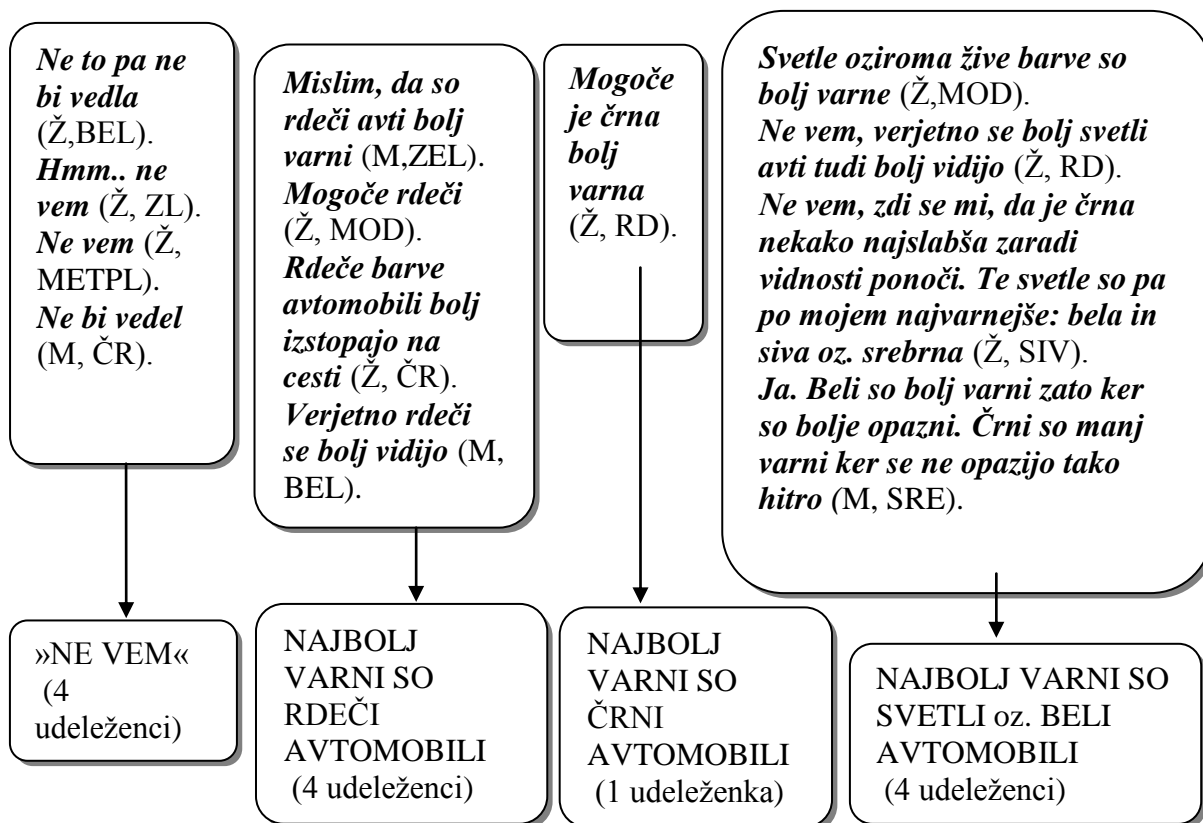 Ne to pa ne
bi vedla
(Ž,BEL).
Hmm.. ne
vem (Ž, ZL).
Ne vem (Ž,
METPL).
Ne bi vedel
(M, ČR).
Mislim, da so
rdeči avti bolj
varni (M,ZEL).
Mogoče rdeči
(Ž, MOD).
Rdeče barve
avtomobili bolj
izstopajo na
cesti (Ž, ČR).
Verjetno rdeči
se bolj vidijo (M,
BEL).
Mogoče
je črna
bolj
varna
(Ž, RD).
Svetle oziroma žive barve so
bolj varne (Ž,MOD).
Ne vem, verjetno se bolj svetli
avti tudi bolj vidijo (Ž, RD).
Ne vem, zdi se mi, da je črna
nekako najslabša zaradi
vidnosti ponoči. Te svetle so pa
po mojem najvarnejše: bela in
siva oz. srebrna (Ž, SIV).
Ja. Beli so bolj varni zato ker
so bolje opazni. Črni so manj
varni ker se ne opazijo tako
hitro (M, SRE).
»NE VEM«
(4
udeleženci)
NAJBOLJ
VARNI SO
RDEČI
AVTOMOBILI
(4 udeleženci)
NAJBOLJ
VARNI SO
ČRNI
AVTOMOBILI
(1 udeleženka)
NAJBOLJ VARNI SO
SVETLI oz. BELI
AVTOMOBILI
(4 udeleženci)